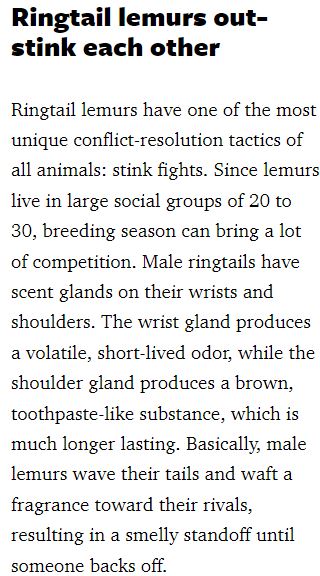 Ringtail lemurs out-
stink each other
Ringtail lemurs have one of the most
unique conflict-resolution tactics of
all animals: stink fights. Since lemurs
live in large social groups of 20 to
30, breeding season can bring a lot
of competition. Male ringtails have
scent glands on their wrists and
shoulders. The wrist gland produces
a volatile, short-lived odor, while the
shoulder gland produces a brown,
toothpaste-like substance, which is
much longer lasting. Basically, male
lemurs wave their tails and waft a
fragrance toward their rivals,
resulting in a smelly standoff until
someone backs off.